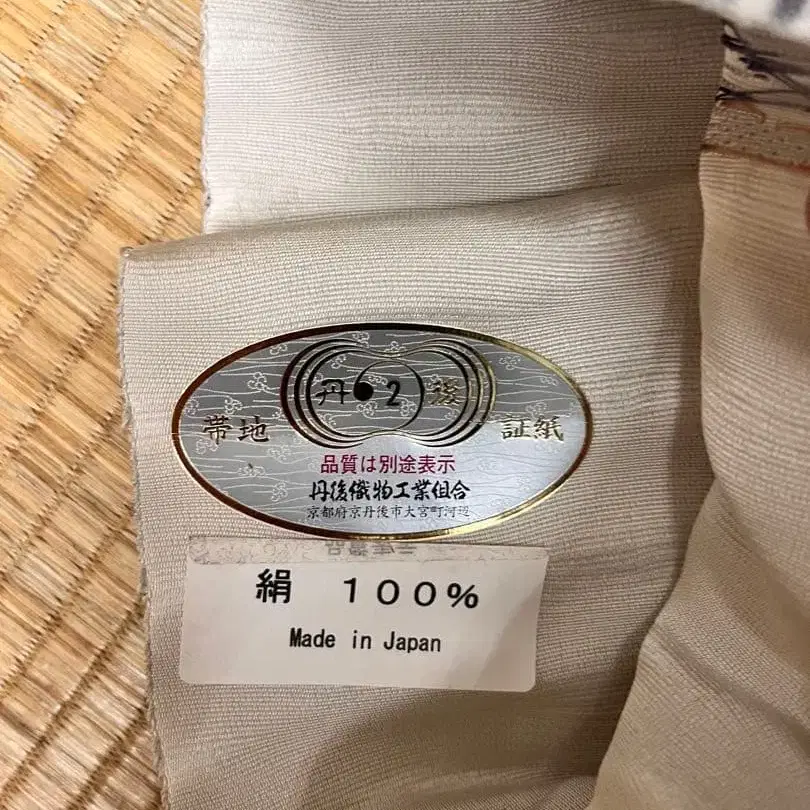 丹 2 後
帯地 証紙
品質は別途表示
丹後織物工業組合
京都府京丹後市大宮町河辺
絹 100%
Made in Japan